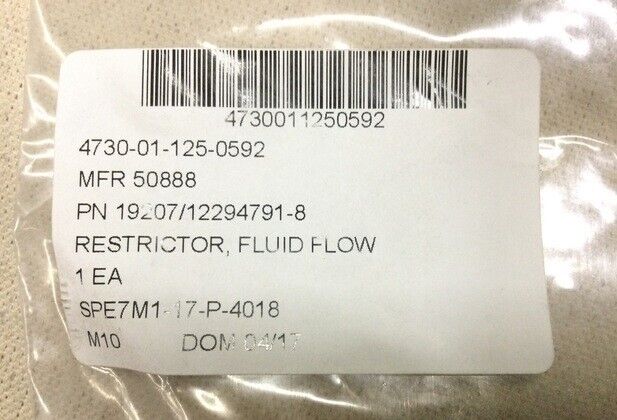 4730011250592
4730-01-125-0592
MFR 50888
PN 19207/12294791-8
RESTRICTOR, FLUID FLOW
1 EA
SPE7M1-17-P-4018
M10 DOM 04/17